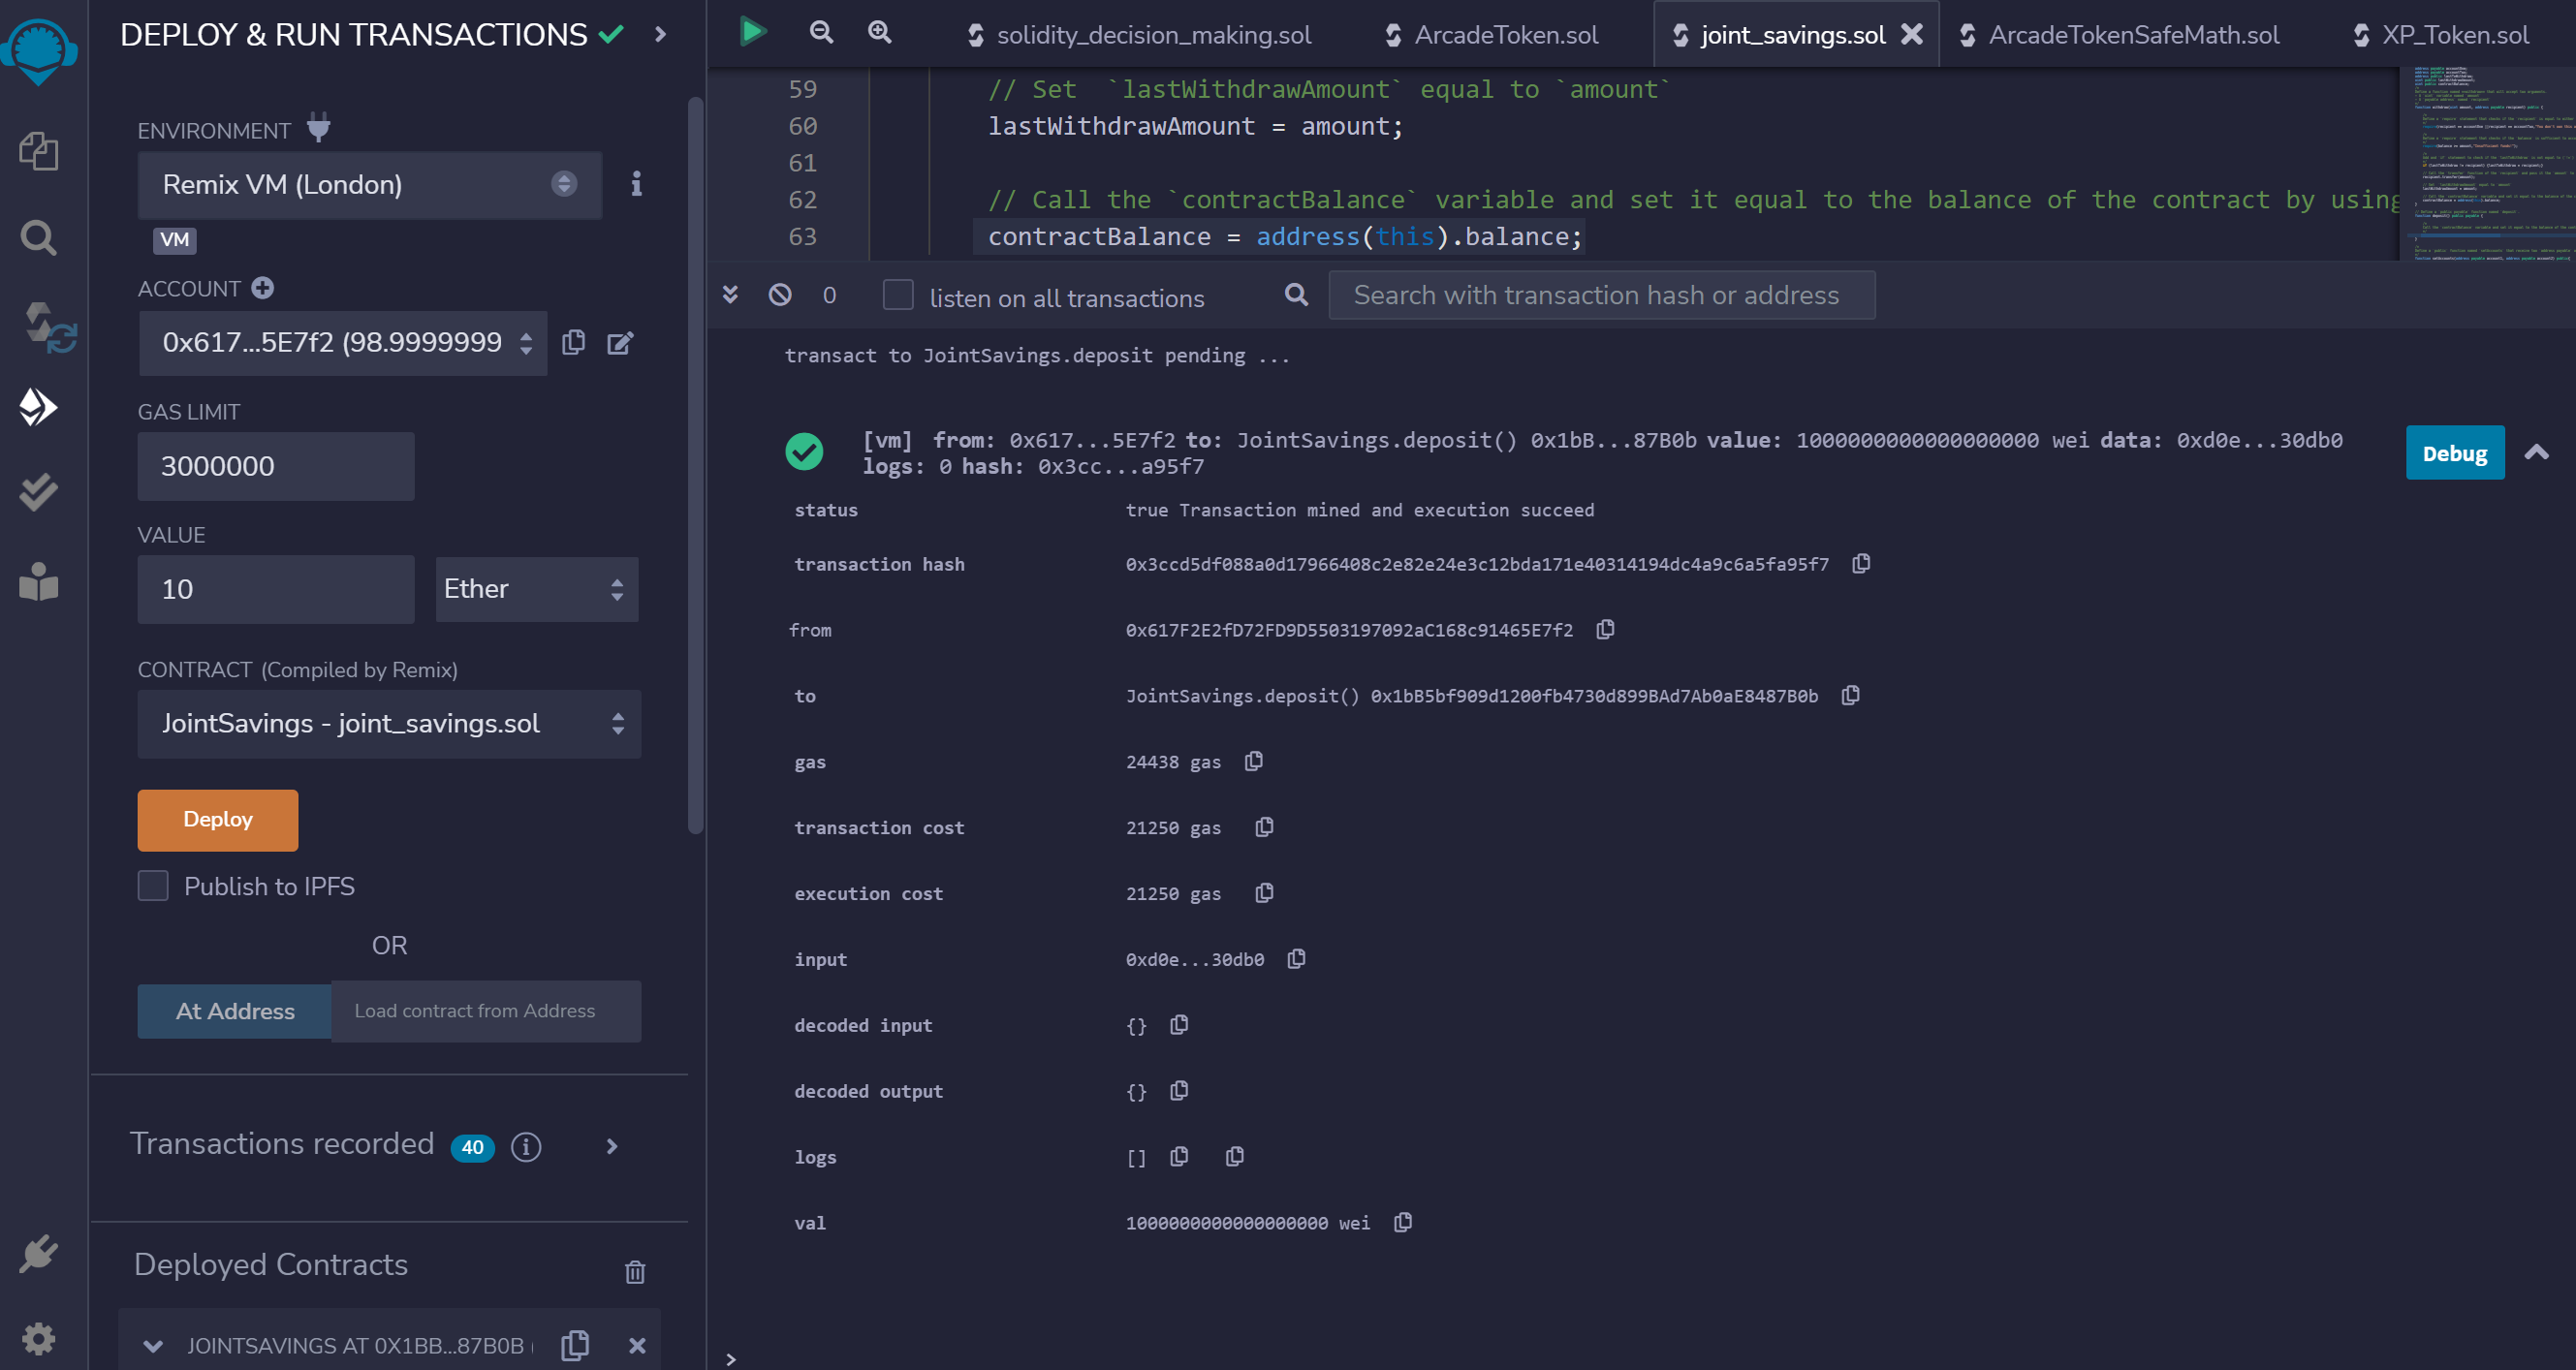 DEPLOY & RUN TRANSACTIONS
ENVIRONMENT
Remix VM (London)
VM
ACCOUNT
0x617...5E7f2 (98.9999999
GAS LIMIT
3000000
VALUE
10
Ether
CONTRACT (Compiled by Remix)
JointSavings - joint_savings.sol
Deploy
Publish to IPFS
OR
At Address
Load contract from Address
Transactions recorded 40
Deployed Contracts
JOINTSAVINGS AT 0X1BB...87B0B (
solidity_decision_making.sol
ArcadeToken.sol
joint_savings.sol
ArcadeTokenSafeMath.sol
XP_Token.sol
59 // Set `lastWithdrawAmount` equal to `amount`
60 lastWithdrawAmount = amount;
61
62 // Call the `contractBalance` variable and set it equal to the balance of the contract by using
63 contractBalance = address(this).balance;
0
listen on all transactions
Search with transaction hash or address
transact to JointSavings.deposit pending ...
[vm] from: 0x617...5E7f2 to: JointSavings.deposit() 0x1bB...87B0b value: 1000000000000000000 wei data: 0xd0e...30db0
logs: 0 hash: 0x3cc...a95f7
Debug
status true Transaction mined and execution succeed
transaction hash 0x3ccd5df088a0d17966408c2e82e24e3c12bda171e40314194dc4a9c6a5fa95f7
from 0x617F2E2fD72FD9D5503197092aC168c91465E7f2
to JointSavings.deposit() 0x1bB5bf909d1200fb4730d899BAd7Ab0aE8487B0b
gas 24438 gas
transaction cost 21250 gas
execution cost 21250 gas
input 0xd0e...30db0
decoded input {}
decoded output {}
logs []
val 1000000000000000000 wei
>